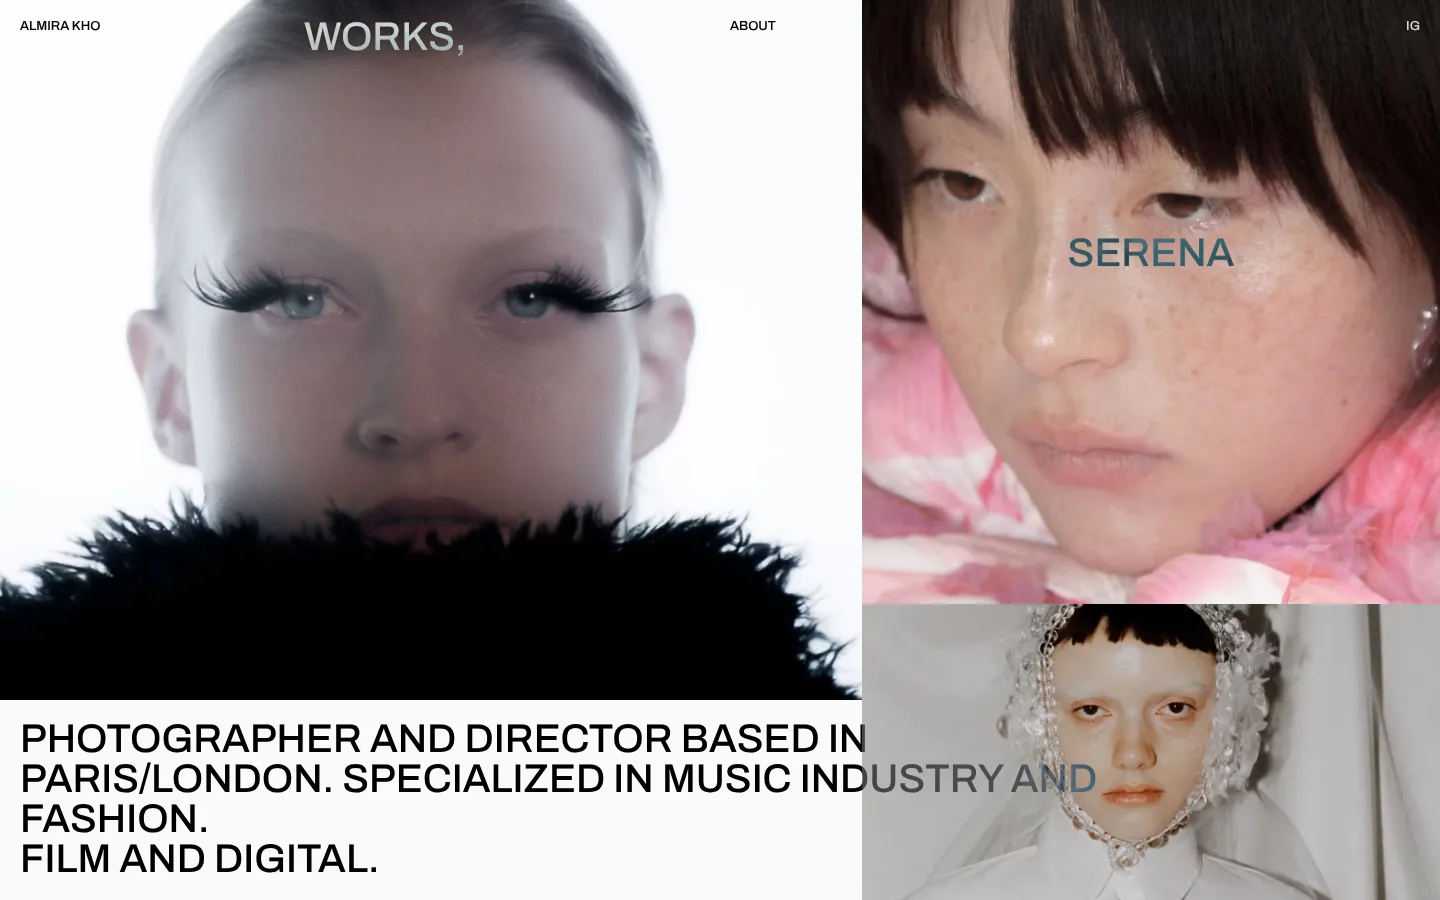 ALMIRA KHO
WORKS,
ABOUT
IG
SERENA
PHOTOGRAPHER AND DIRECTOR BASED IN
PARIS/LONDON. SPECIALIZED IN MUSIC INDUSTRY AND
FASHION.
FILM AND DIGITAL.